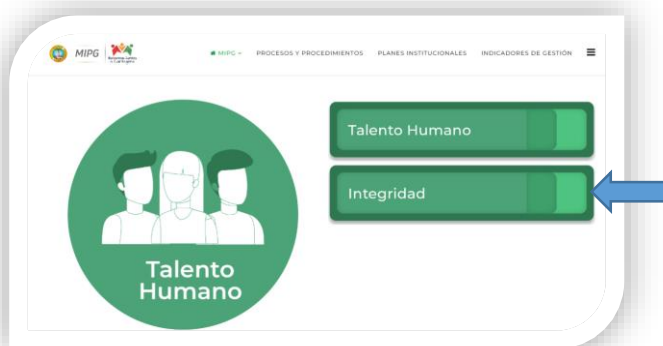 MIPG
MIPG
PROCESOS Y PROCEDIMIENTOS
PLANES INSTITUCIONALES
INDICADORES DE GESTIÓN
Talento Humano
Integridad
Talento
Humano